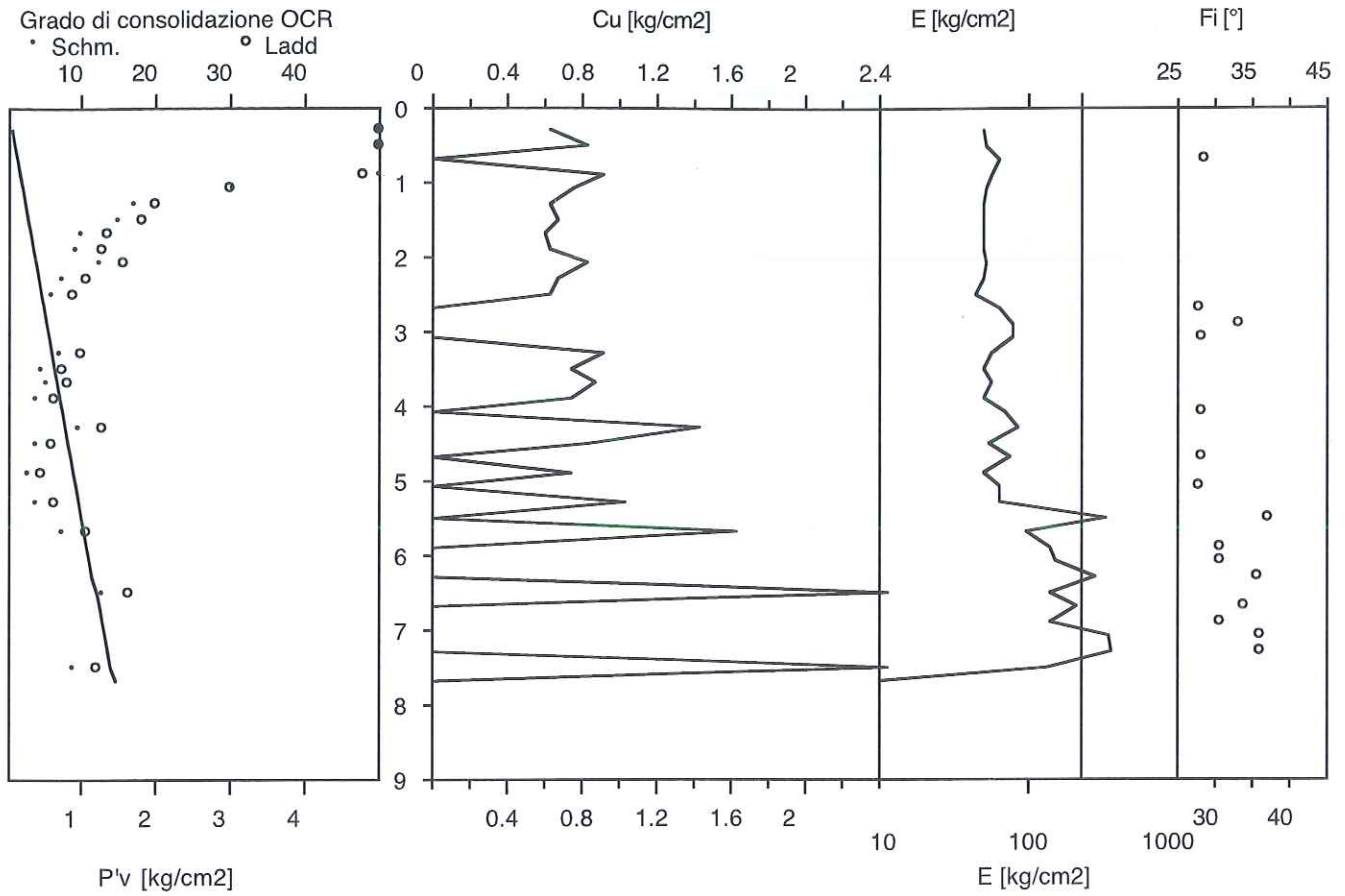 Grado di consolidazione OCR
Schm. Ladd
Cu [kg/cm2]
E [kg/cm2]
Fi [°]
10 20 30 40
0 0.4 0.8 1.2 1.6 2 2.4
25 35 45
0
1
2
3
4
5
6
7
8
9
1 2 3 4
0.4 0.8 1.2 1.6 2
10 100 1000
30 40
P'v [kg/cm2]
E [kg/cm2]